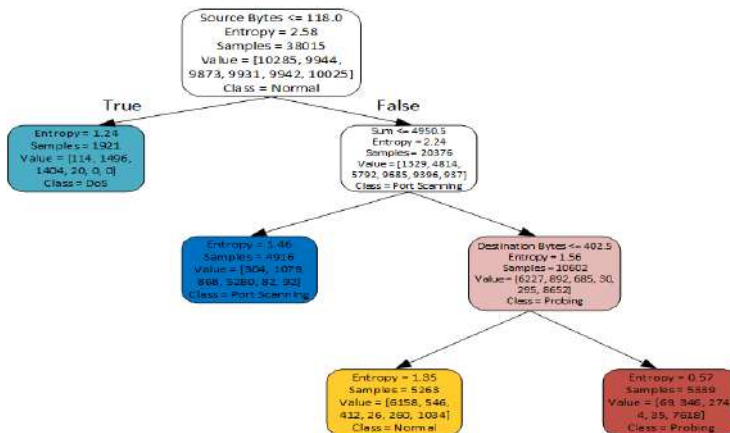 Source Bytes <= 118.0
Entropy = 2.58
Samples = 38015
Value = [10285, 9944,
9873, 9931, 9942, 10025]
Class = Normal
True
False
Entropy = 1.24
Samples = 1921
Value = [114, 1496,
1404, 20, 0, 0]
Class = DoS
Sum <= 4950.5
Entropy = 2.24
Samples = 20376
Value = [1329, 4814,
5792, 9685, 9396, 937]
Class = Port Scanning
Entropy = 1.46
Samples = 4916
Value = [304, 1079,
868, 5280, 82, 92]
Class = Port Scanning
Destination Bytes <= 402.5
Entropy = 1.56
Samples = 10602
Value = [6227, 892, 685, 30,
295, 8652]
Class = Probing
Entropy = 1.35
Samples = 5263
Value = [6158, 546,
412, 26, 260, 1034]
Class = Normal
Entropy = 0.57
Samples = 5339
Value = [69, 346, 274
4, 35, 7618]
Class = Probing